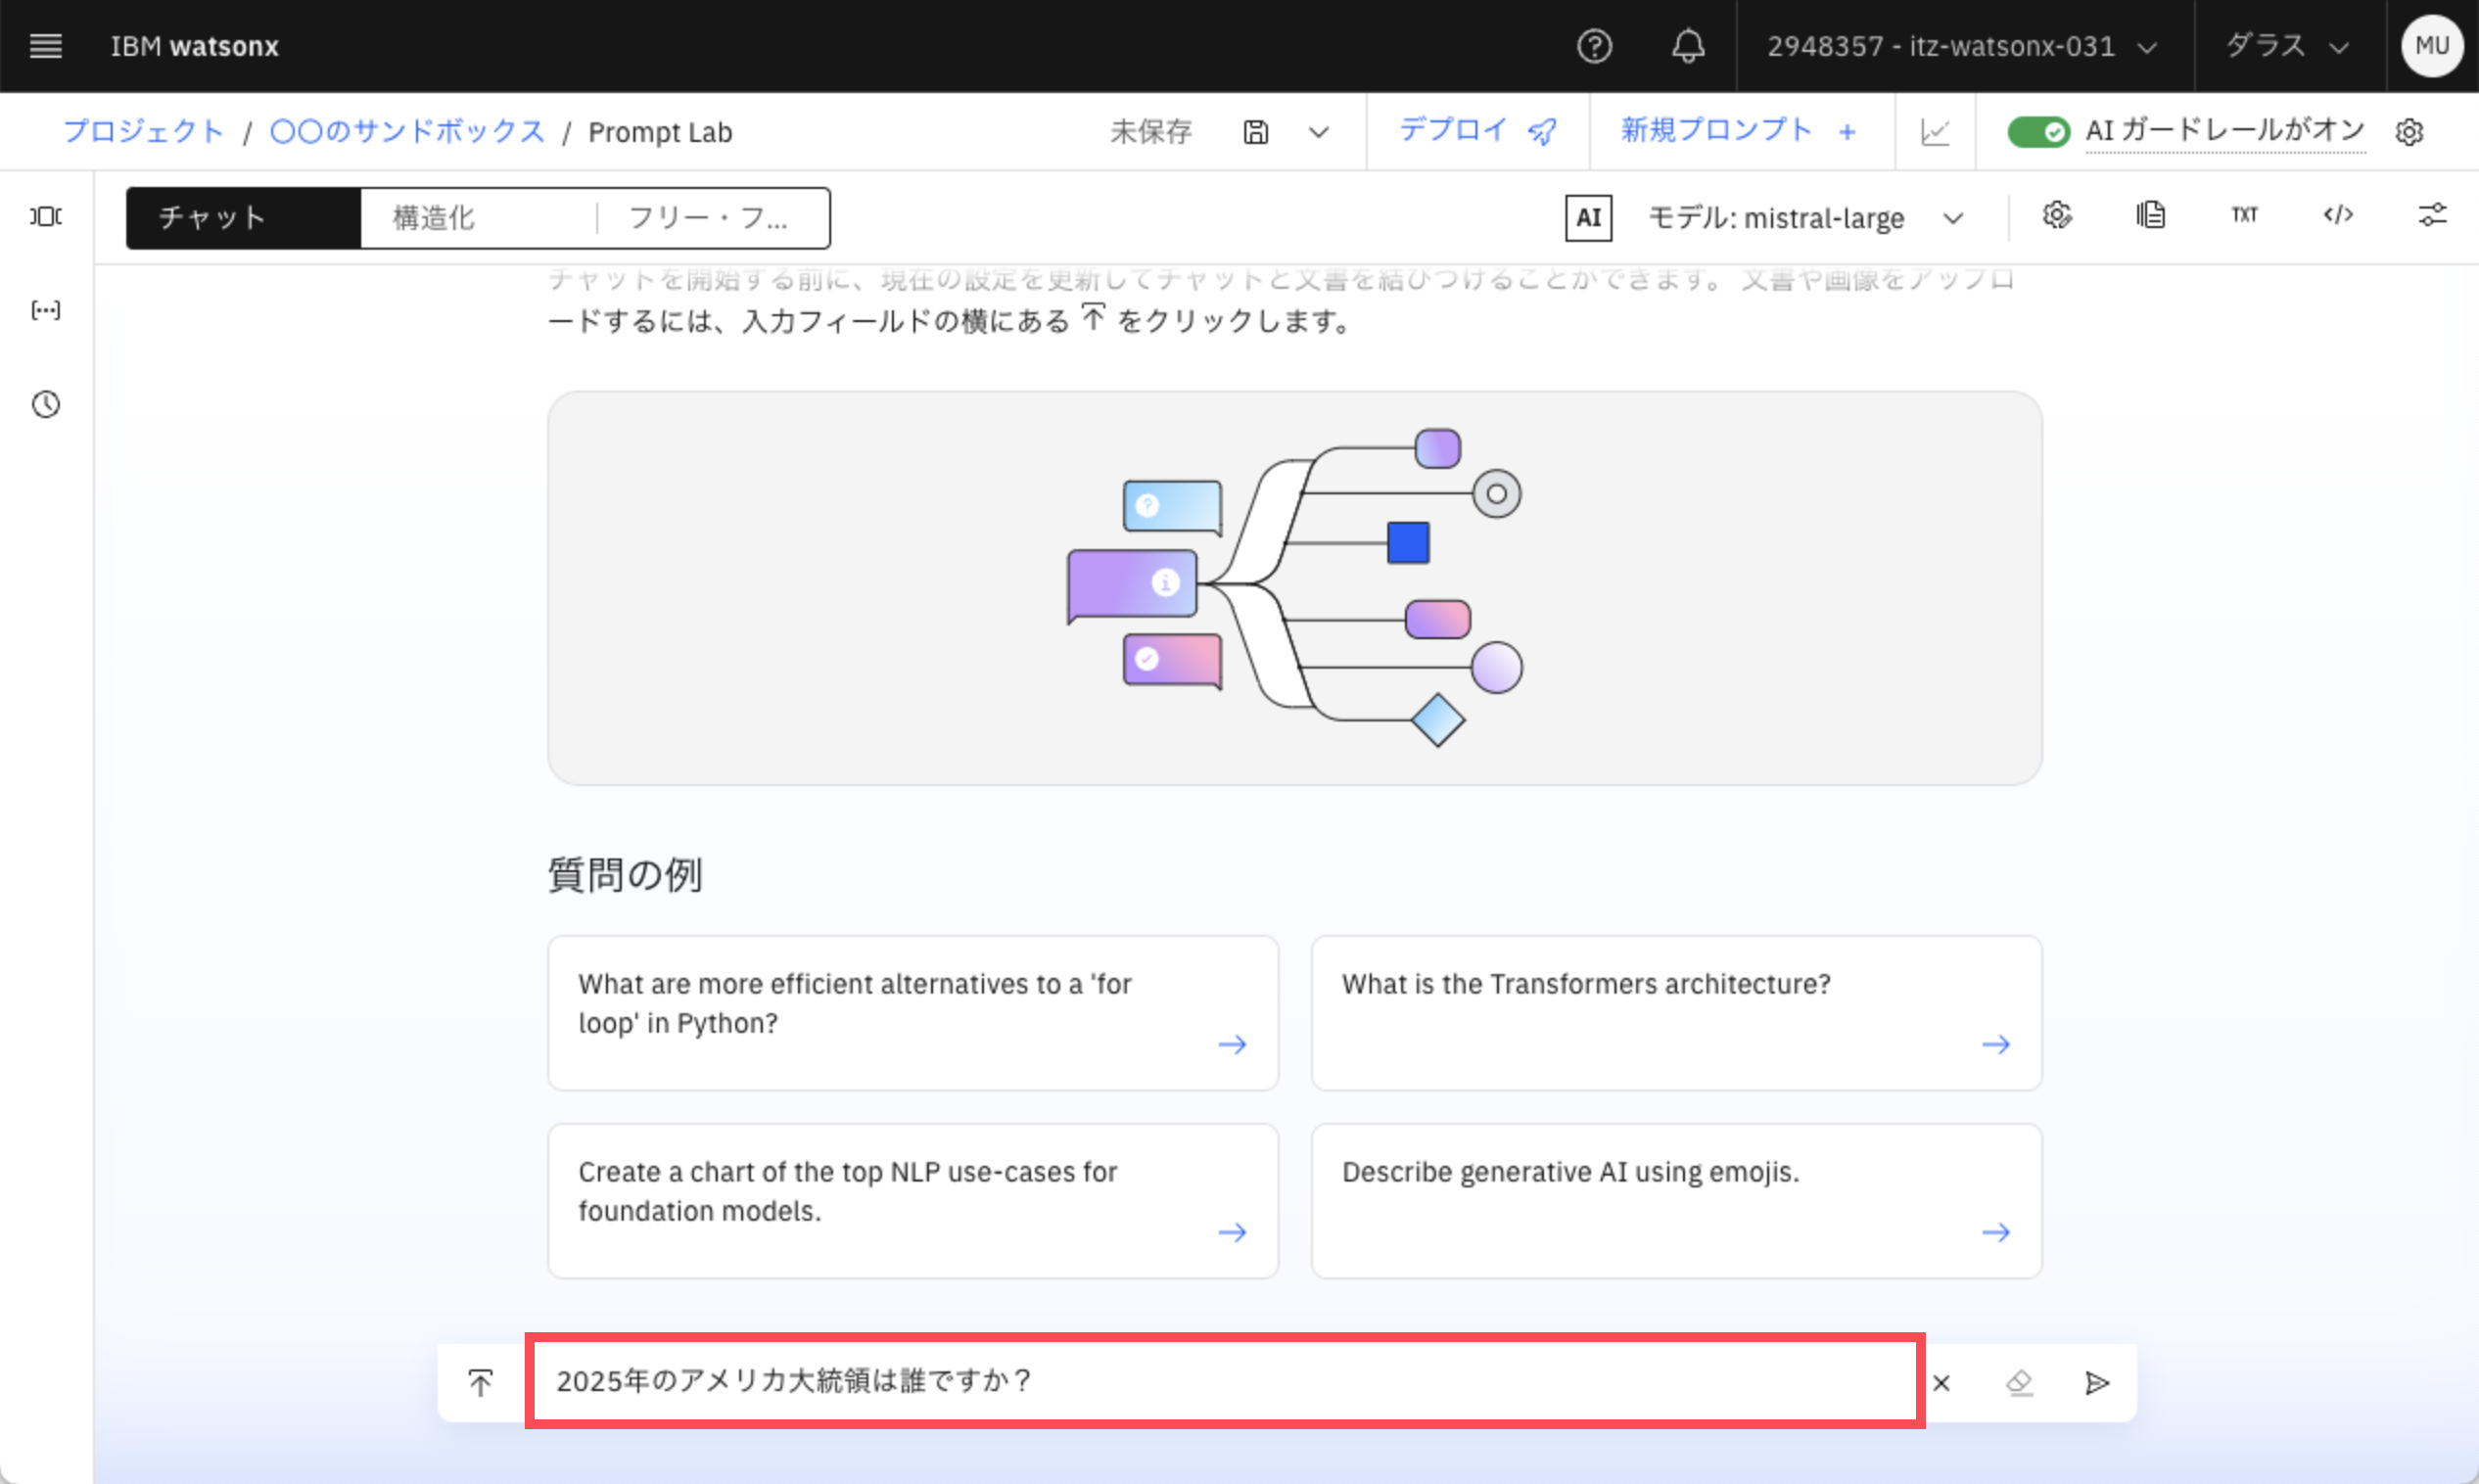 IBM watsonx
2948357 - itz-watsonx-031
ダラス
MU
プロジェクト / 〇〇のサンドボックス / Prompt Lab
未保存
デプロイ
新規プロンプト +
AI ガードレールがオン
チャット
構造化
フリー・フ...
AI
モデル: mistral-large
TXT
</>
チャットを開始する前に、現在の設定を更新してチャットと文書を結びつけることができます。 文書や画像をアップロ
ードするには、入力フィールドの横にある をクリックします。
質問の例
What are more efficient alternatives to a 'for
loop' in Python?
What is the Transformers architecture?
Create a chart of the top NLP use-cases for
foundation models.
Describe generative AI using emojis.
2025年のアメリカ大統領は誰ですか？